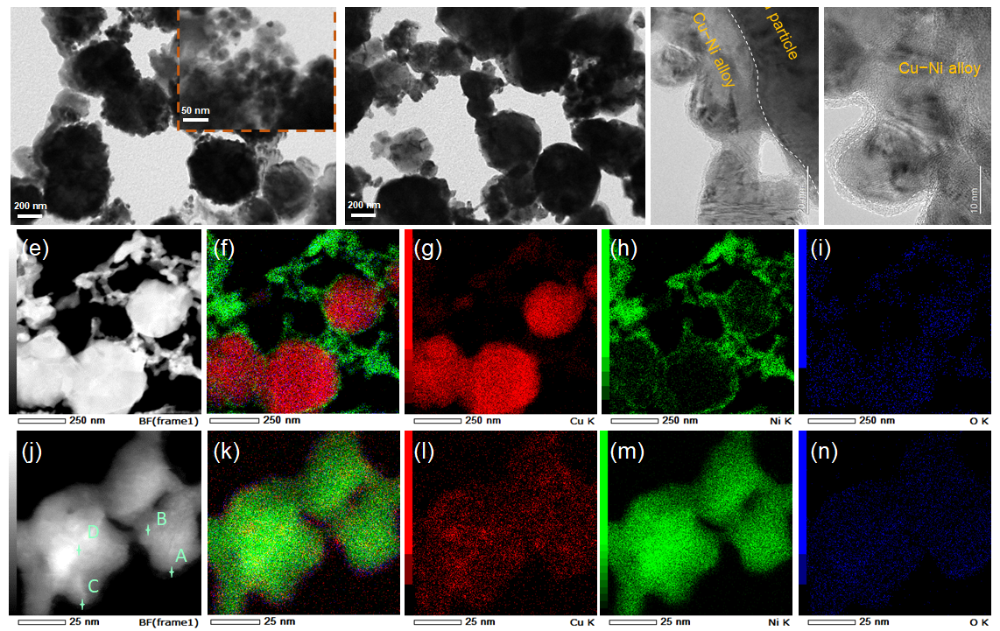 50 nm
200 nm
200 nm
Cu−Ni alloy
particle
20 nm
Cu−Ni alloy
10 nm
(e)
250 nm
BF(frame1)
(f)
250 nm
(g)
250 nm
Cu K
(h)
250 nm
Ni K
(i)
250 nm
O K
(j)
B
D
A
C
25 nm
BF(frame1)
(k)
25 nm
(l)
25 nm
Cu K
(m)
25 nm
Ni K
(n)
25 nm
O K